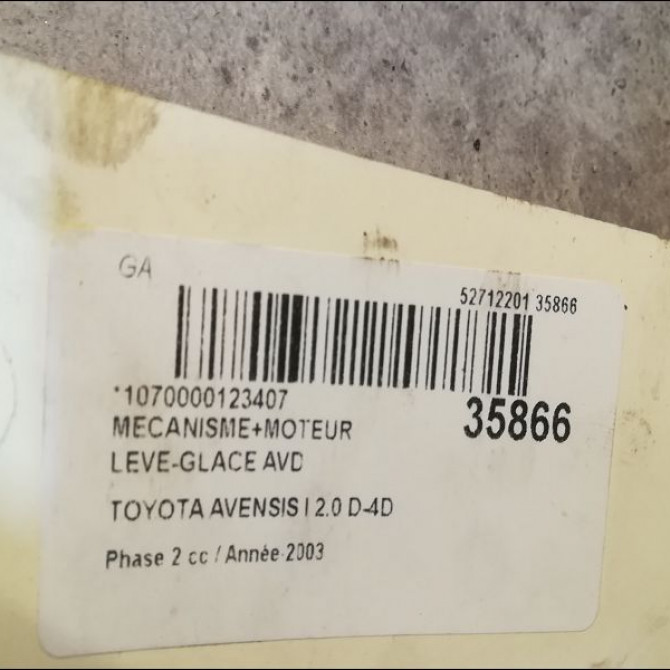 GA
52712201 35866
*1070000123407
35866
MECANISME+MOTEUR
LEVE-GLACE AVD
TOYOTA AVENSIS I 2.0 D-4D
Phase 2 cc / Année 2003